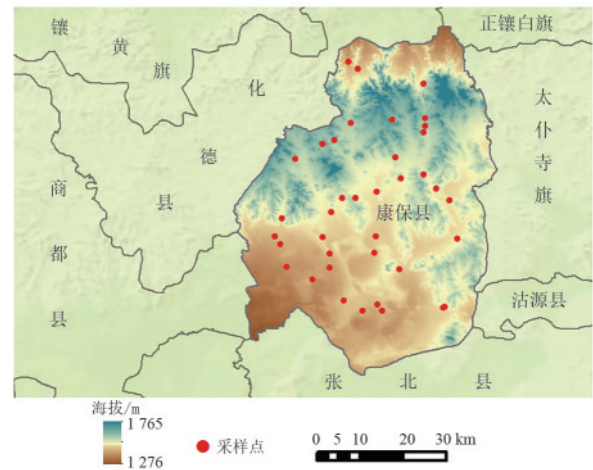 镶黄旗
正镶白旗
化德县
太仆寺旗
商都县
康保县
沽源县
张北县
海拔/m
1 765
1 276
采样点
0 5 10 20 30 km